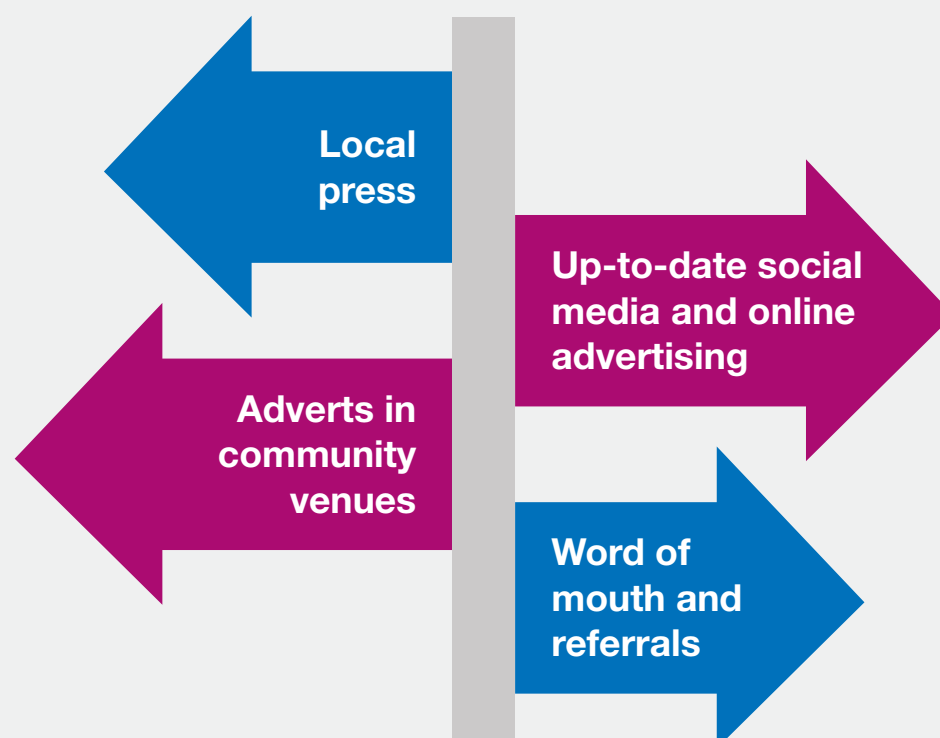 Local
press
Up-to-date social
media and online
advertising
Adverts in
community
venues
Word of
mouth and
referrals